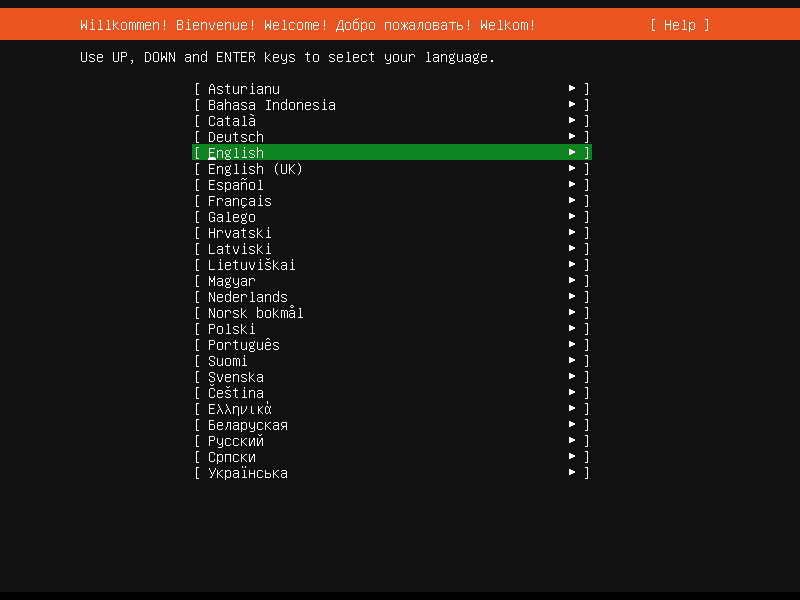 Willkommen! Bienvenue! Welcome! Добро пожаловать! Welkom! [ Help ]
Use UP, DOWN and ENTER keys to select your language.
[ Asturianu ► ]
[ Bahasa Indonesia ► ]
[ Català ► ]
[ Deutsch ► ]
[ English ► ]
[ English (UK) ► ]
[ Español ► ]
[ Français ► ]
[ Galego ► ]
[ Hrvatski ► ]
[ Latviski ► ]
[ Lietuviškai ► ]
[ Magyar ► ]
[ Nederlands ► ]
[ Norsk bokmål ► ]
[ Polski ► ]
[ Português ► ]
[ Suomi ► ]
[ Svenska ► ]
[ Čeština ► ]
[ Ελληνικά ► ]
[ Беларуская ► ]
[ Русский ► ]
[ Српски ► ]
[ Українська ► ]